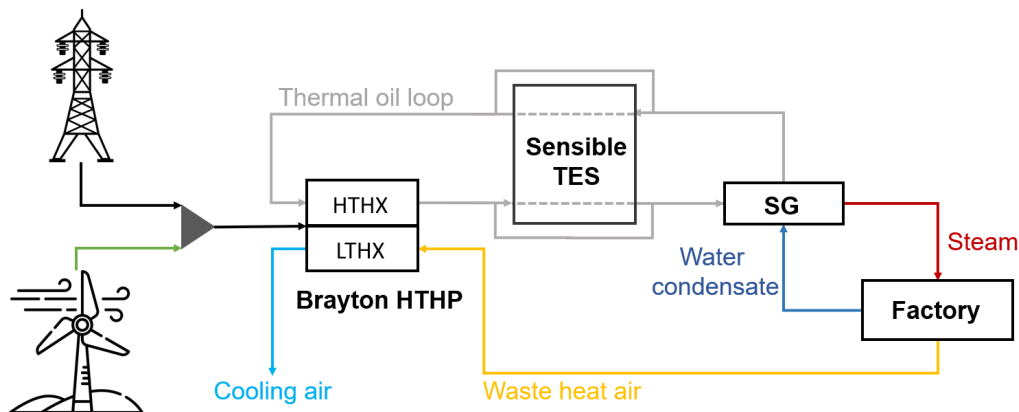 Thermal oil loop
Sensible
TES
HTHX
LTHX
Brayton HTHP
SG
Steam
Water
condensate
Factory
Cooling air
Waste heat air